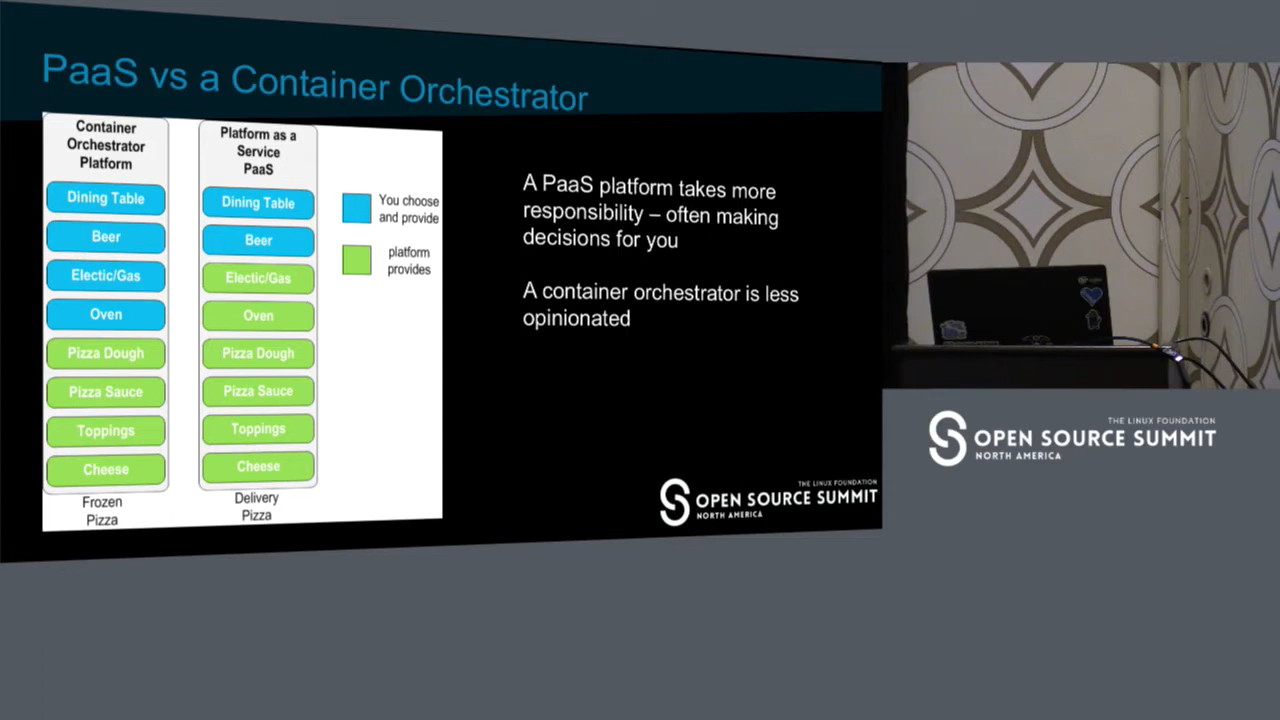 PaaS vs a Container Orchestrator
Container
Orchestrator
Platform
Dining Table
Beer
Electic/Gas
Oven
Pizza Dough
Pizza Sauce
Toppings
Cheese
Frozen
Pizza
Platform as a
Service
PaaS
Dining Table
Beer
Electic/Gas
Oven
Pizza Dough
Pizza Sauce
Toppings
Cheese
Delivery
Pizza
You choose
and provide
platform
provides
A PaaS platform takes more
responsibility – often making
decisions for you
A container orchestrator is less
opinionated
THE LINUX FOUNDATION
OPEN SOURCE SUMMIT
NORTH AMERICA
THE LINUX FOUNDATION
OPEN SOURCE SUMMIT
NORTH AMERICA